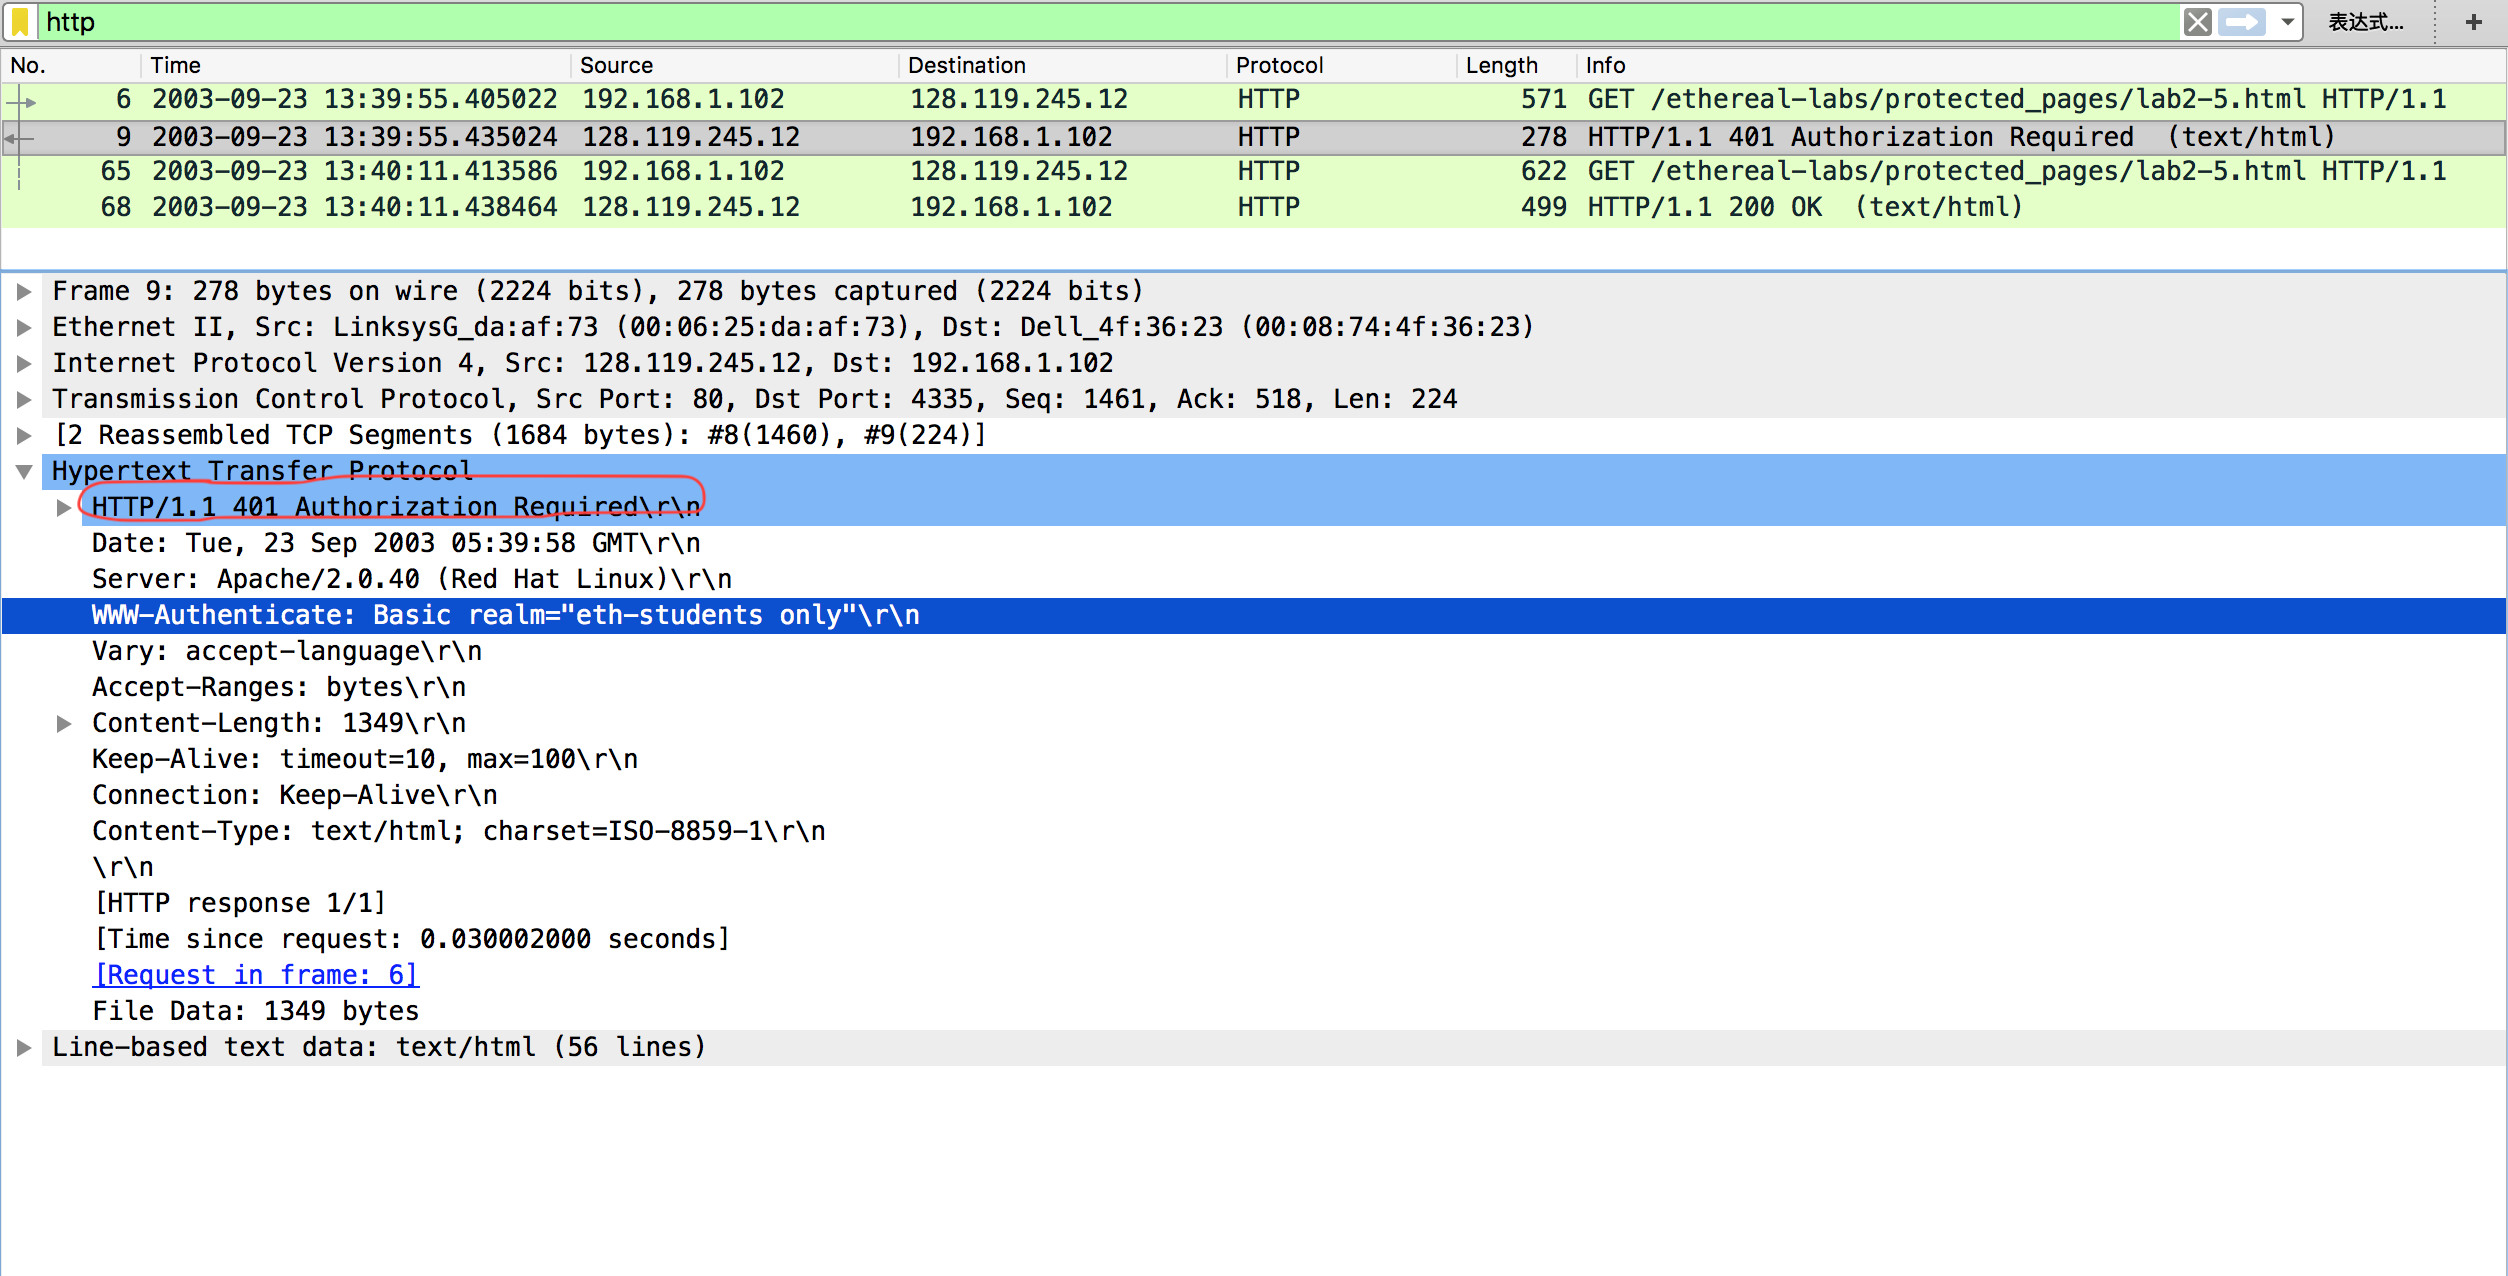 http 表达式… +
No. Time Source Destination Protocol Length Info
6 2003-09-23 13:39:55.405022 192.168.1.102 128.119.245.12 HTTP 571 GET /ethereal-labs/protected_pages/lab2-5.html HTTP/1.1
9 2003-09-23 13:39:55.435024 128.119.245.12 192.168.1.102 HTTP 278 HTTP/1.1 401 Authorization Required (text/html)
65 2003-09-23 13:40:11.413586 192.168.1.102 128.119.245.12 HTTP 622 GET /ethereal-labs/protected_pages/lab2-5.html HTTP/1.1
68 2003-09-23 13:40:11.438464 128.119.245.12 192.168.1.102 HTTP 499 HTTP/1.1 200 OK (text/html)
Frame 9: 278 bytes on wire (2224 bits), 278 bytes captured (2224 bits)
Ethernet II, Src: LinksysG_da:af:73 (00:06:25:da:af:73), Dst: Dell_4f:36:23 (00:08:74:4f:36:23)
Internet Protocol Version 4, Src: 128.119.245.12, Dst: 192.168.1.102
Transmission Control Protocol, Src Port: 80, Dst Port: 4335, Seq: 1461, Ack: 518, Len: 224
[2 Reassembled TCP Segments (1684 bytes): #8(1460), #9(224)]
Hypertext Transfer Protocol
HTTP/1.1 401 Authorization Required\r\n
Date: Tue, 23 Sep 2003 05:39:58 GMT\r\n
Server: Apache/2.0.40 (Red Hat Linux)\r\n
WWW-Authenticate: Basic realm="eth-students only"\r\n
Vary: accept-language\r\n
Accept-Ranges: bytes\r\n
Content-Length: 1349\r\n
Keep-Alive: timeout=10, max=100\r\n
Connection: Keep-Alive\r\n
Content-Type: text/html; charset=ISO-8859-1\r\n
\r\n
[HTTP response 1/1]
[Time since request: 0.030002000 seconds]
[Request in frame: 6]
File Data: 1349 bytes
Line-based text data: text/html (56 lines)